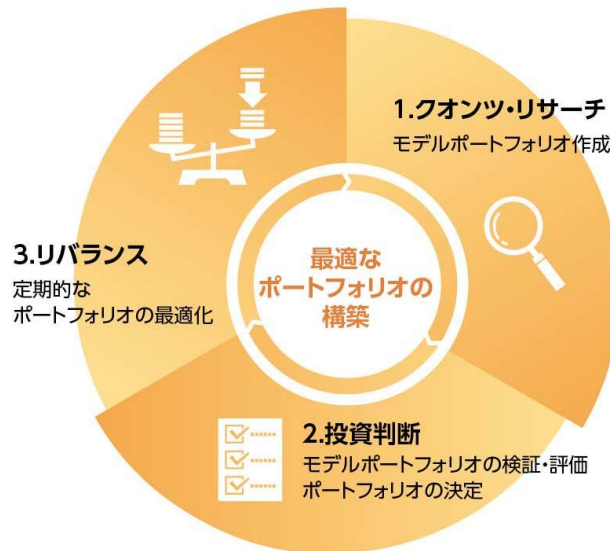 1.クオンツ・リサーチ
モデルポートフォリオ作成
2.投資判断
モデルポートフォリオの検証・評価
ポートフォリオの決定
3.リバランス
定期的な
ポートフォリオの最適化
最適な
ポートフォリオの
構築